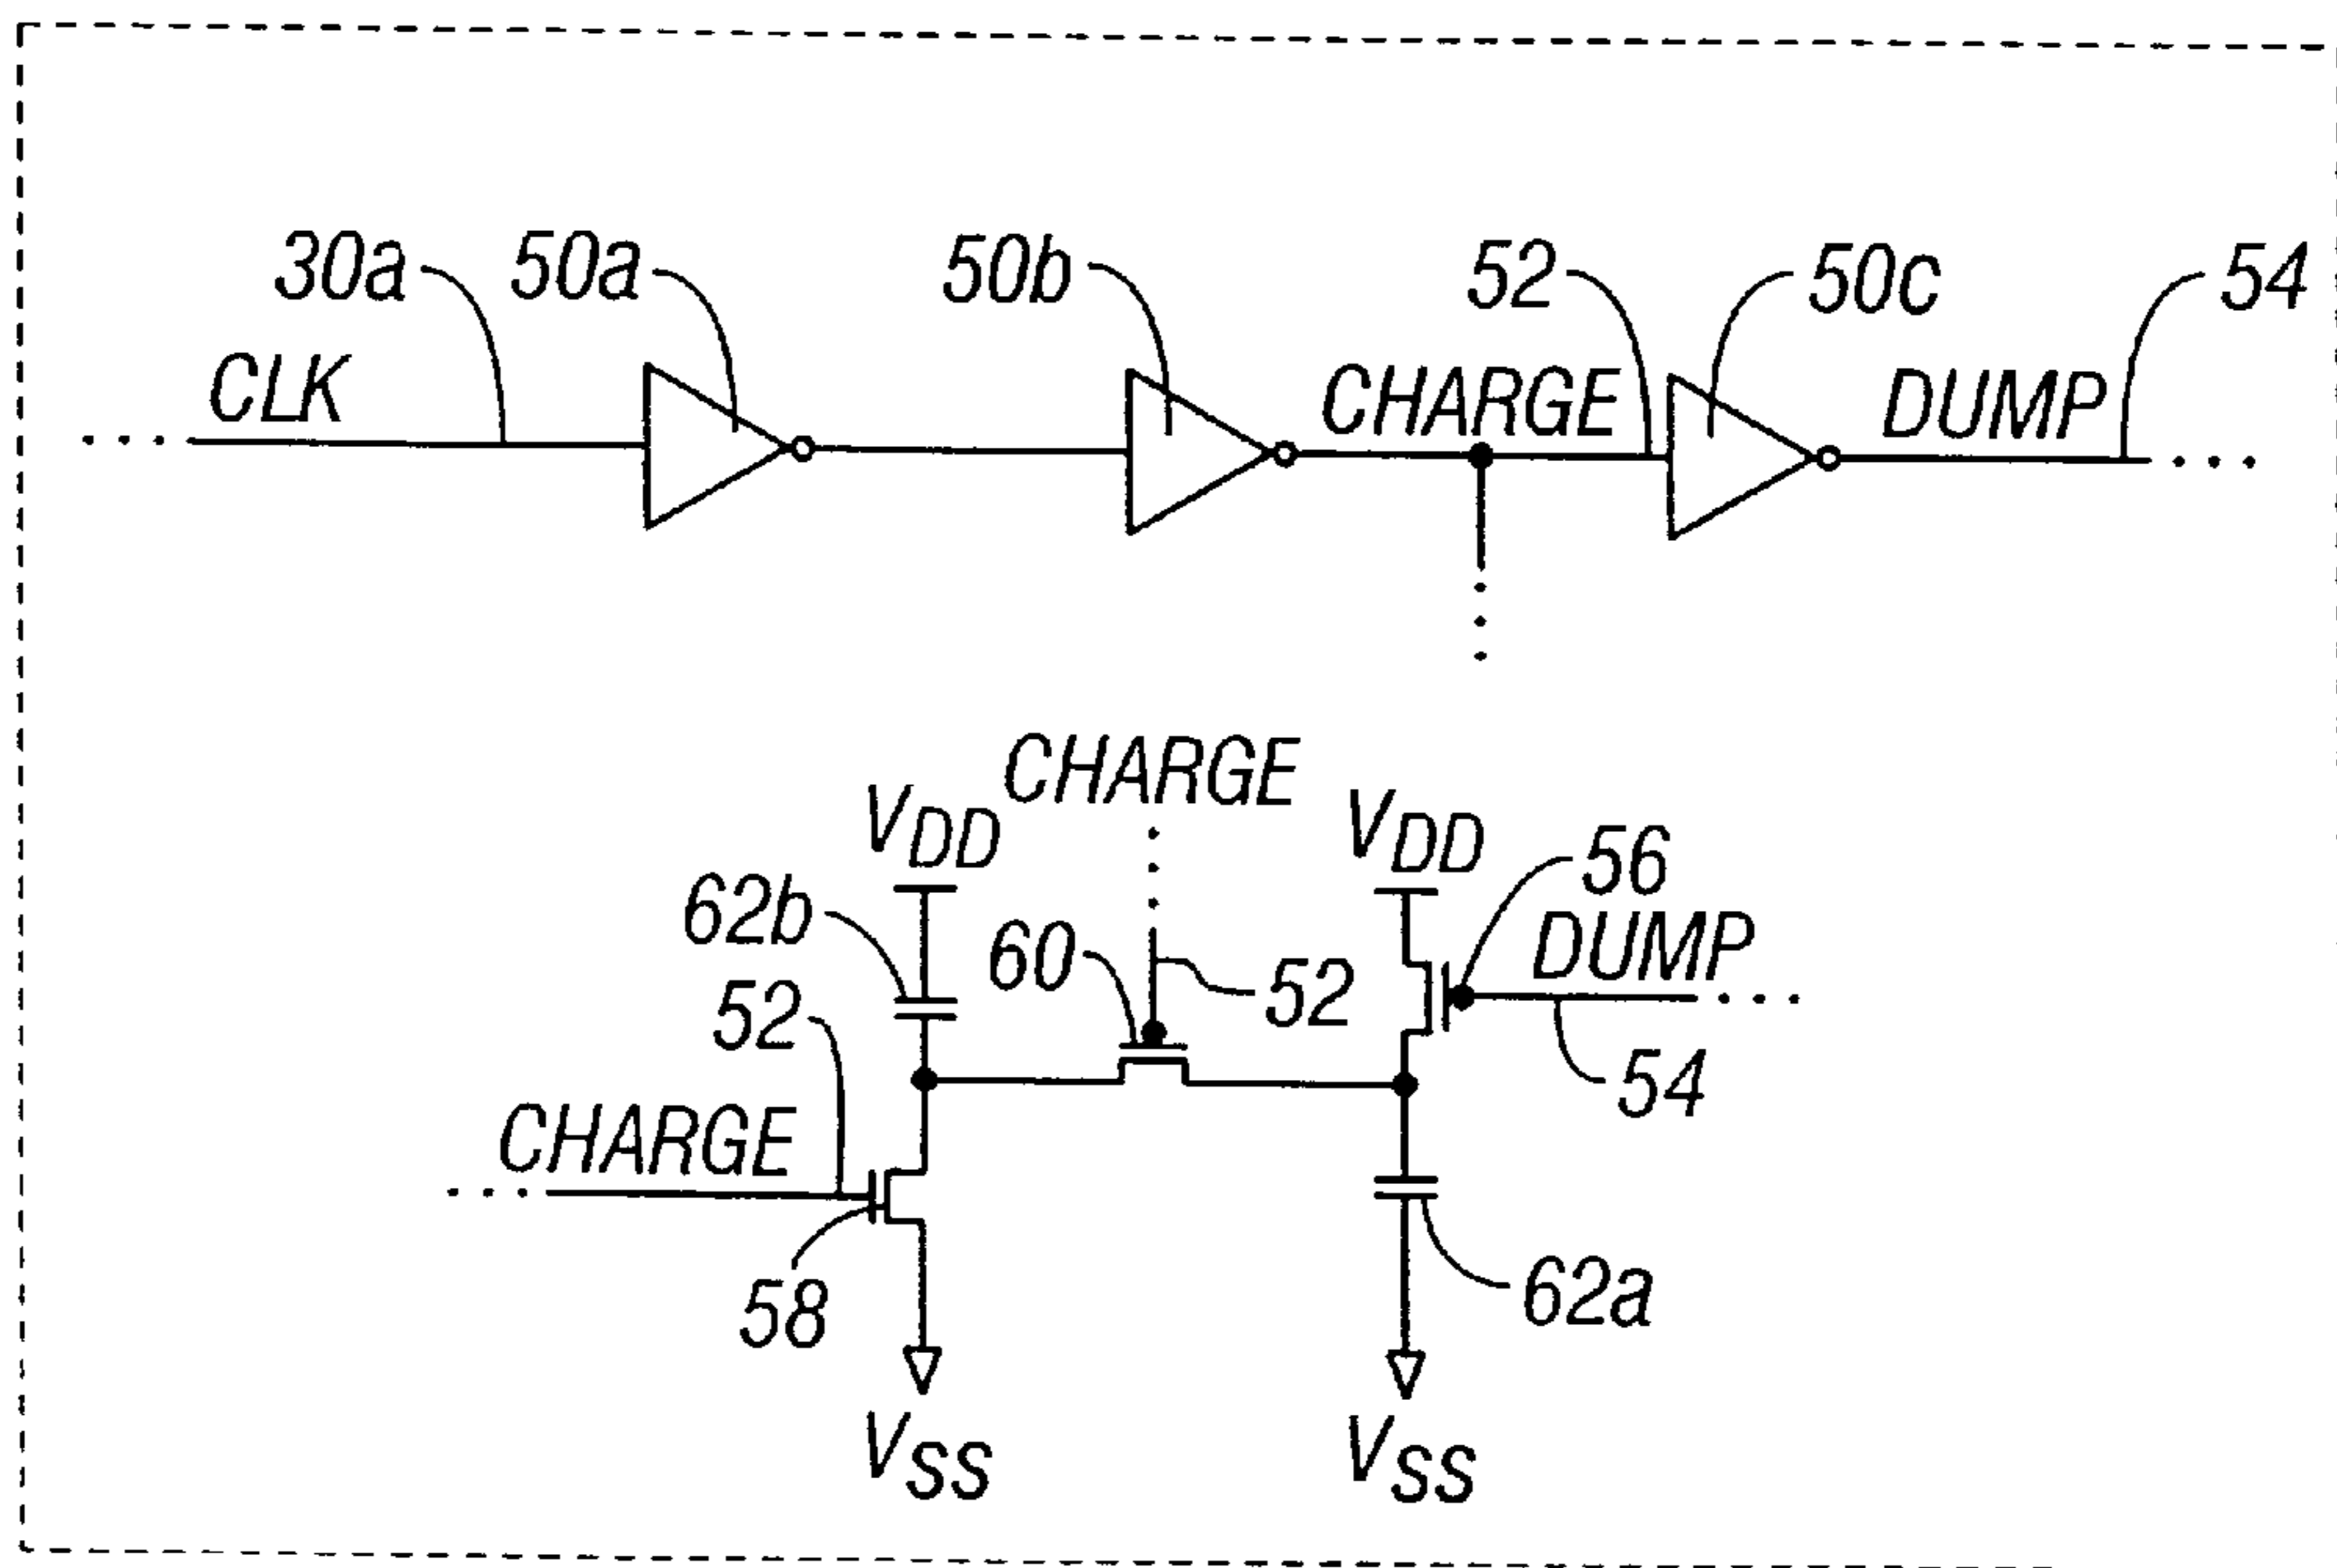 30a 50a 50b 52 50c 54
CLK CHARGE DUMP
CHARGE
VDD VDD
56
62b DUMP
60 52
52
54
CHARGE
58 62a
VSS VSS